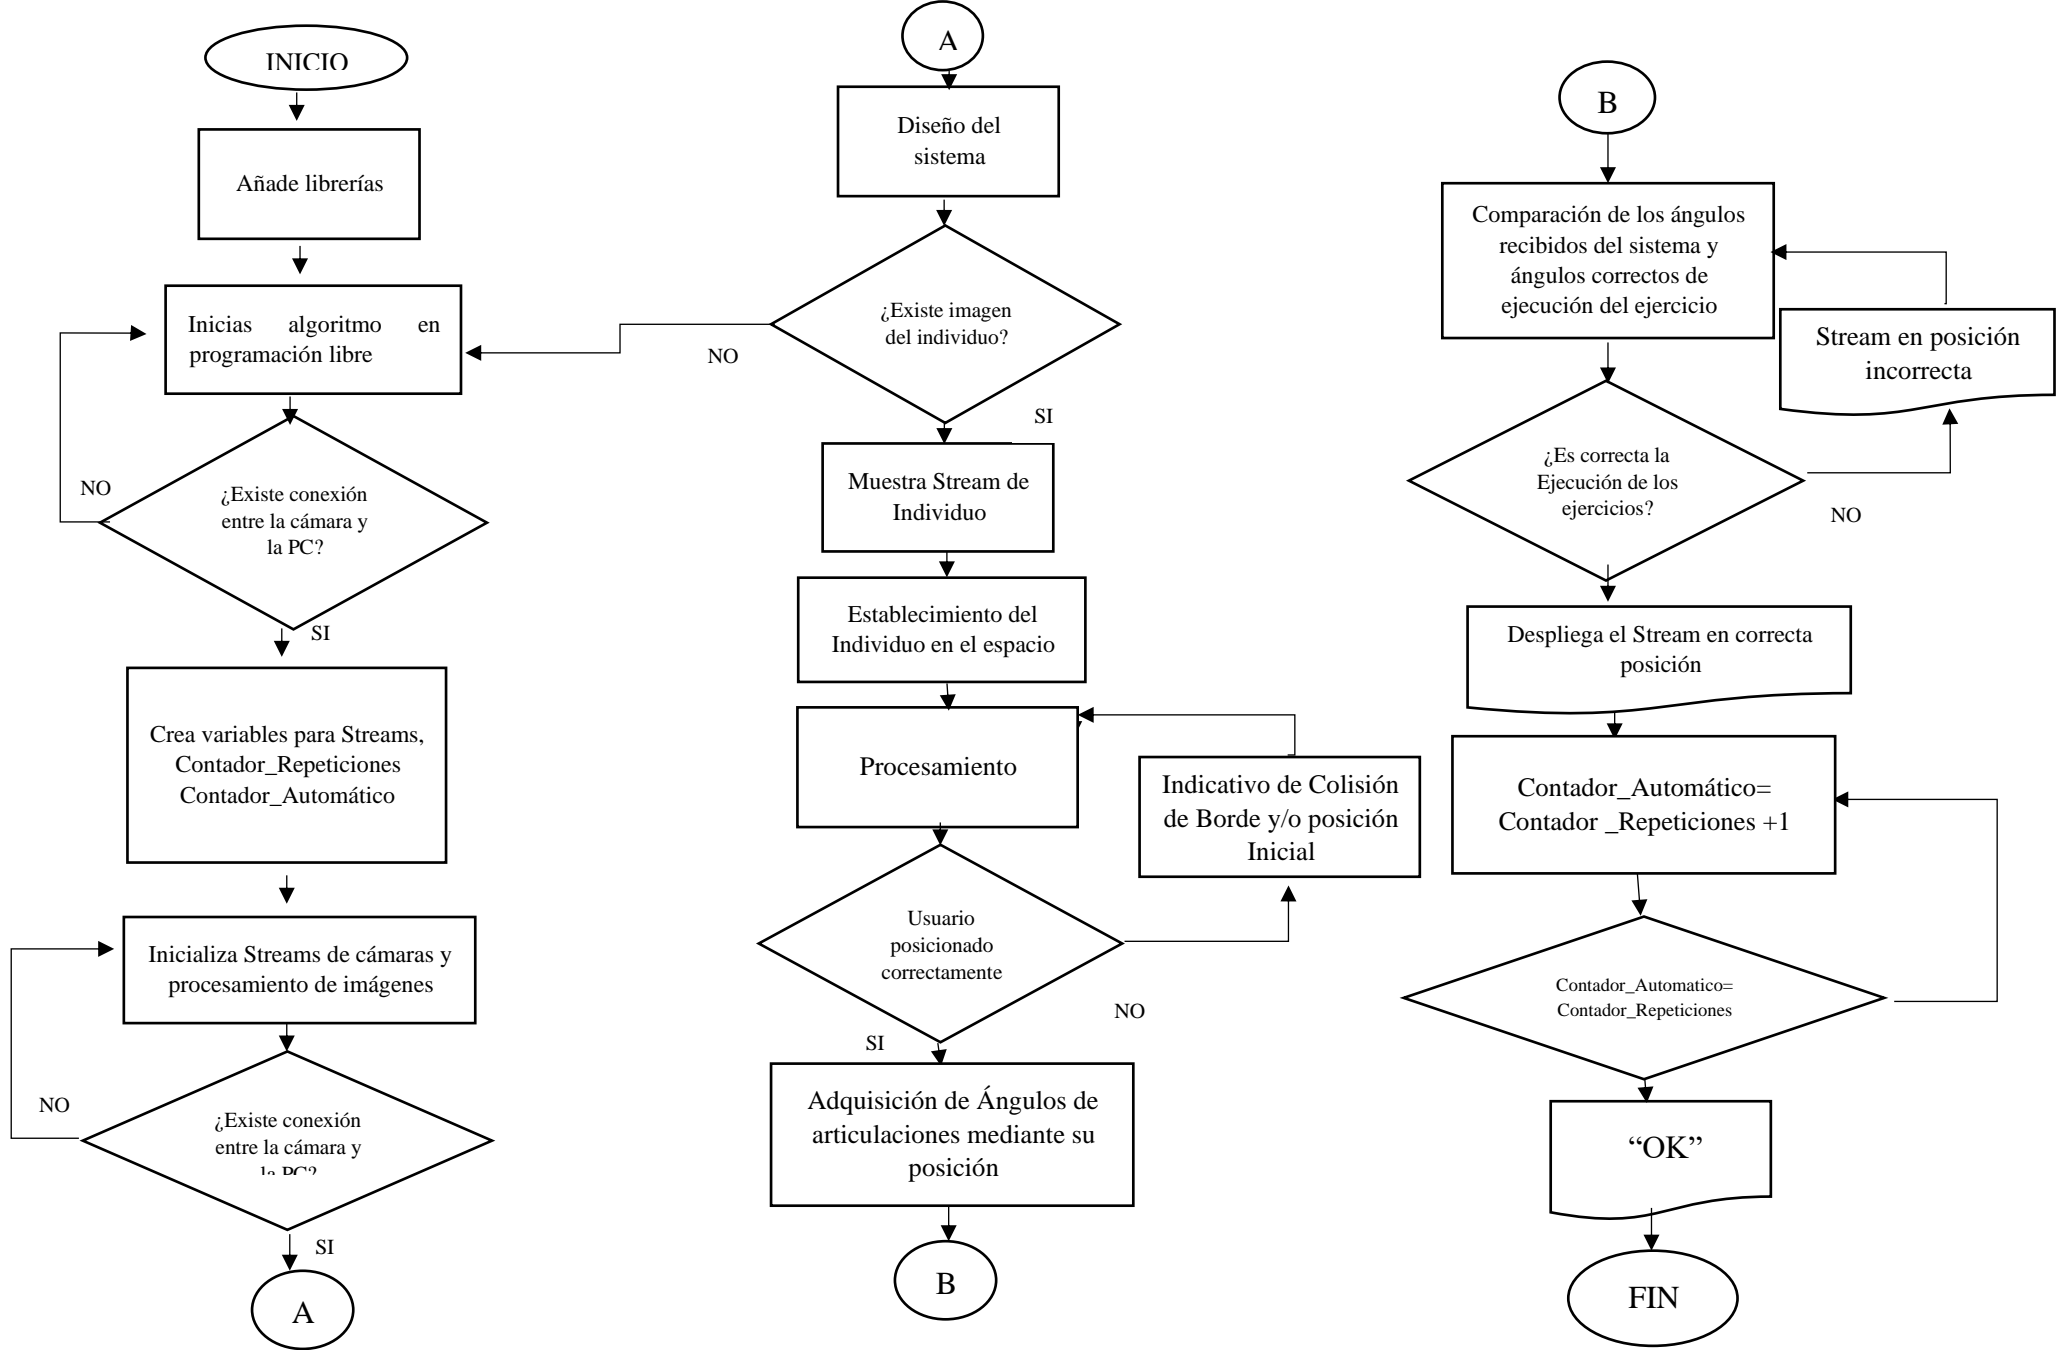 INICIO
Añade librerías
Inicias algoritmo en
programación libre
NO
¿Existe conexión
entre la cámara y
la PC?
SI
Crea variables para Streams,
Contador_Repeticiones
Contador_Automático
Inicializa Streams de cámaras y
procesamiento de imágenes
NO
¿Existe conexión
entre la cámara y
la PC?
SI
A
A
Diseño del
sistema
¿Existe imagen
del individuo?
NO
SI
Muestra Stream de
Individuo
Establecimiento del
Individuo en el espacio
Procesamiento
Indicativo de Colisión
de Borde y/o posición
Inicial
Usuario
posicionado
correctamente
NO
SI
Adquisición de Ángulos de
articulaciones mediante su
posición
B
B
Comparación de los ángulos
recibidos del sistema y
ángulos correctos de
ejecución del ejercicio
Stream en posición
incorrecta
¿Es correcta la
Ejecución de los
ejercicios?
NO
Despliega el Stream en correcta
posición
Contador_Automático=
Contador _Repeticiones +1
Contador_Automatico=
Contador_Repeticiones
“OK”
FIN